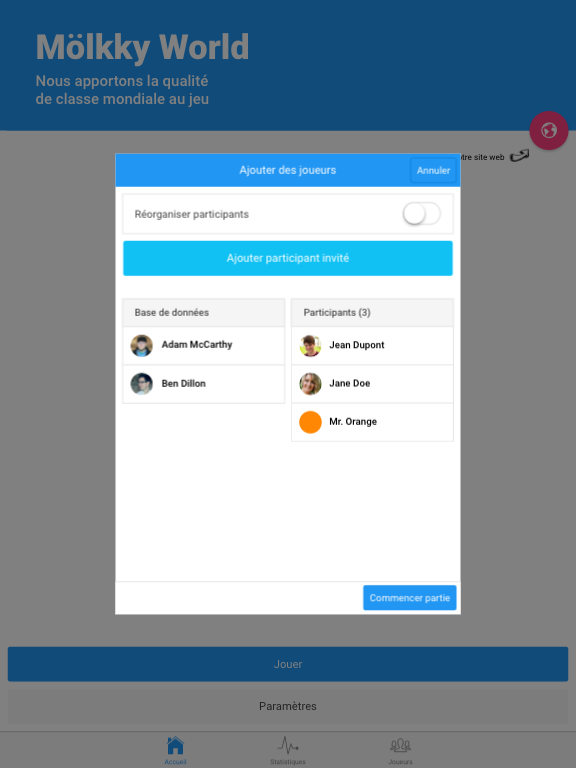 Mölkky World
Nous apportons la qualité
de classe mondiale au jeu
site web
Ajouter des joueurs
Annuler
Réorganiser participants
Ajouter participant invité
Base de données
Participants (3)
Adam McCarthy
Jean Dupont
Ben Dillon
Jane Doe
Mr. Orange
Commencer partie
Jouer
Paramètres
Accueil
Statistiques
Joueurs